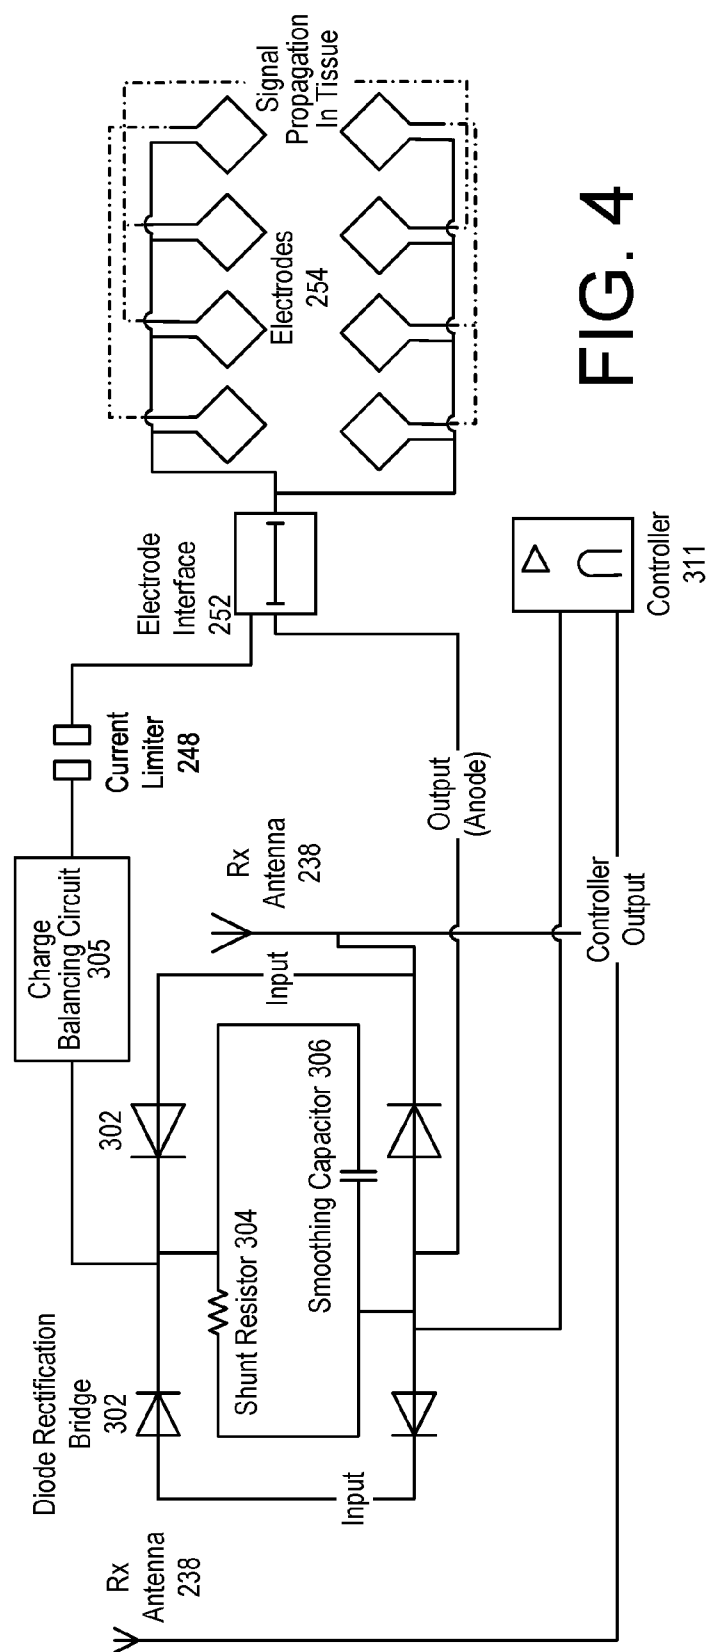 Rx
Antenna
238
Diode Rectification
Bridge
302
302
Input
Input
Shunt Resistor 304
Smoothing Capacitor 306
Charge
Balancing Circuit
305
Rx
Antenna
238
Current
Limiter
248
Output
(Anode)
Controller
Output
Electrode
Interface
252
Controller
311
Electrodes
254
Signal
Propagation
In Tissue
FIG. 4